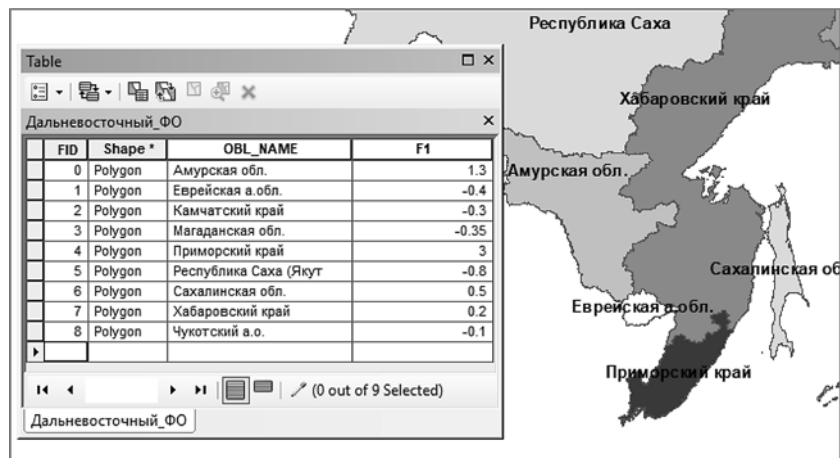 Республика Саха
Table
Дальневосточный_ФО
FID Shape * OBL_NAME F1
0 Polygon Амурская обл. 1.3
1 Polygon Еврейская а.обл. -0.4
2 Polygon Камчатский край -0.3
3 Polygon Магаданская обл. -0.35
4 Polygon Приморский край 3
5 Polygon Республика Саха (Якут -0.8
6 Polygon Сахалинская обл. 0.5
7 Polygon Хабаровский край 0.2
8 Polygon Чукотский а.о. -0.1
(0 out of 9 Selected)
Дальневосточный_ФО
Хабаровский край
Амурская обл.
Сахалинская об
Еврейская а.обл.
Приморский край